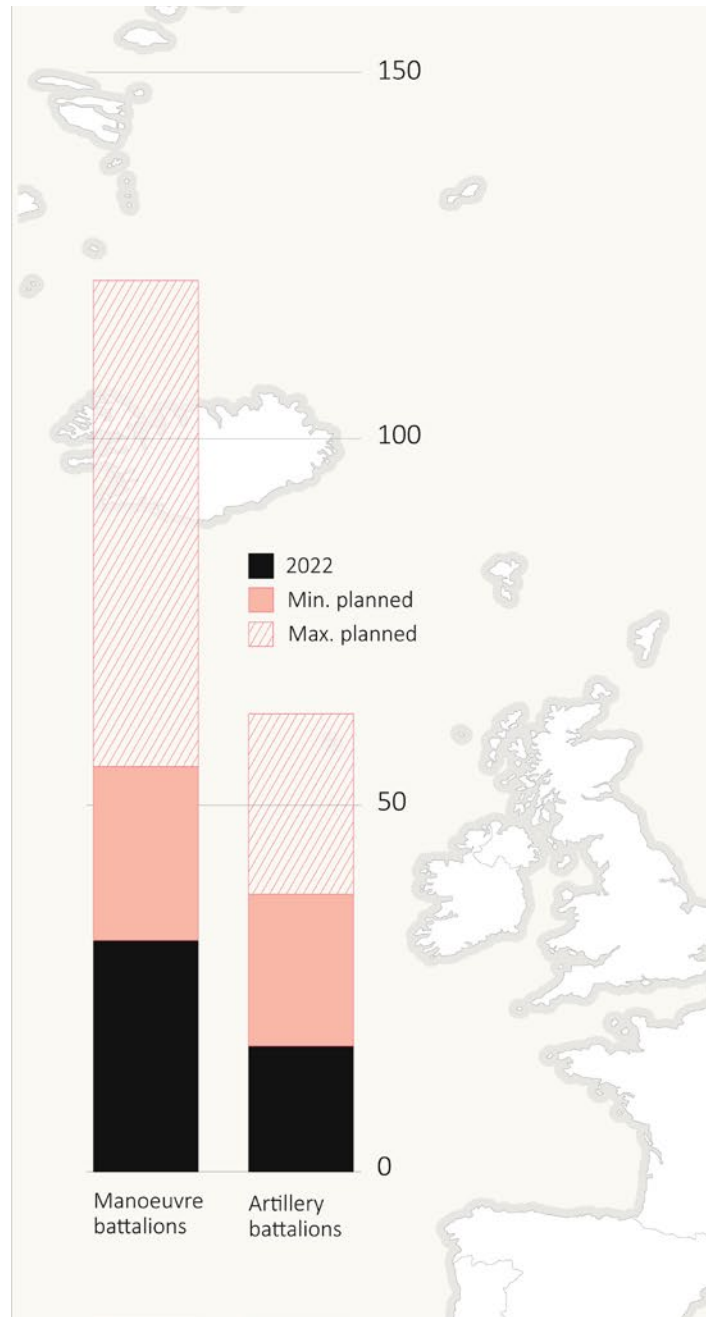 150
100
2022
Min. planned
Max. planned
50
0
Manoeuvre
battalions
Artillery
battalions